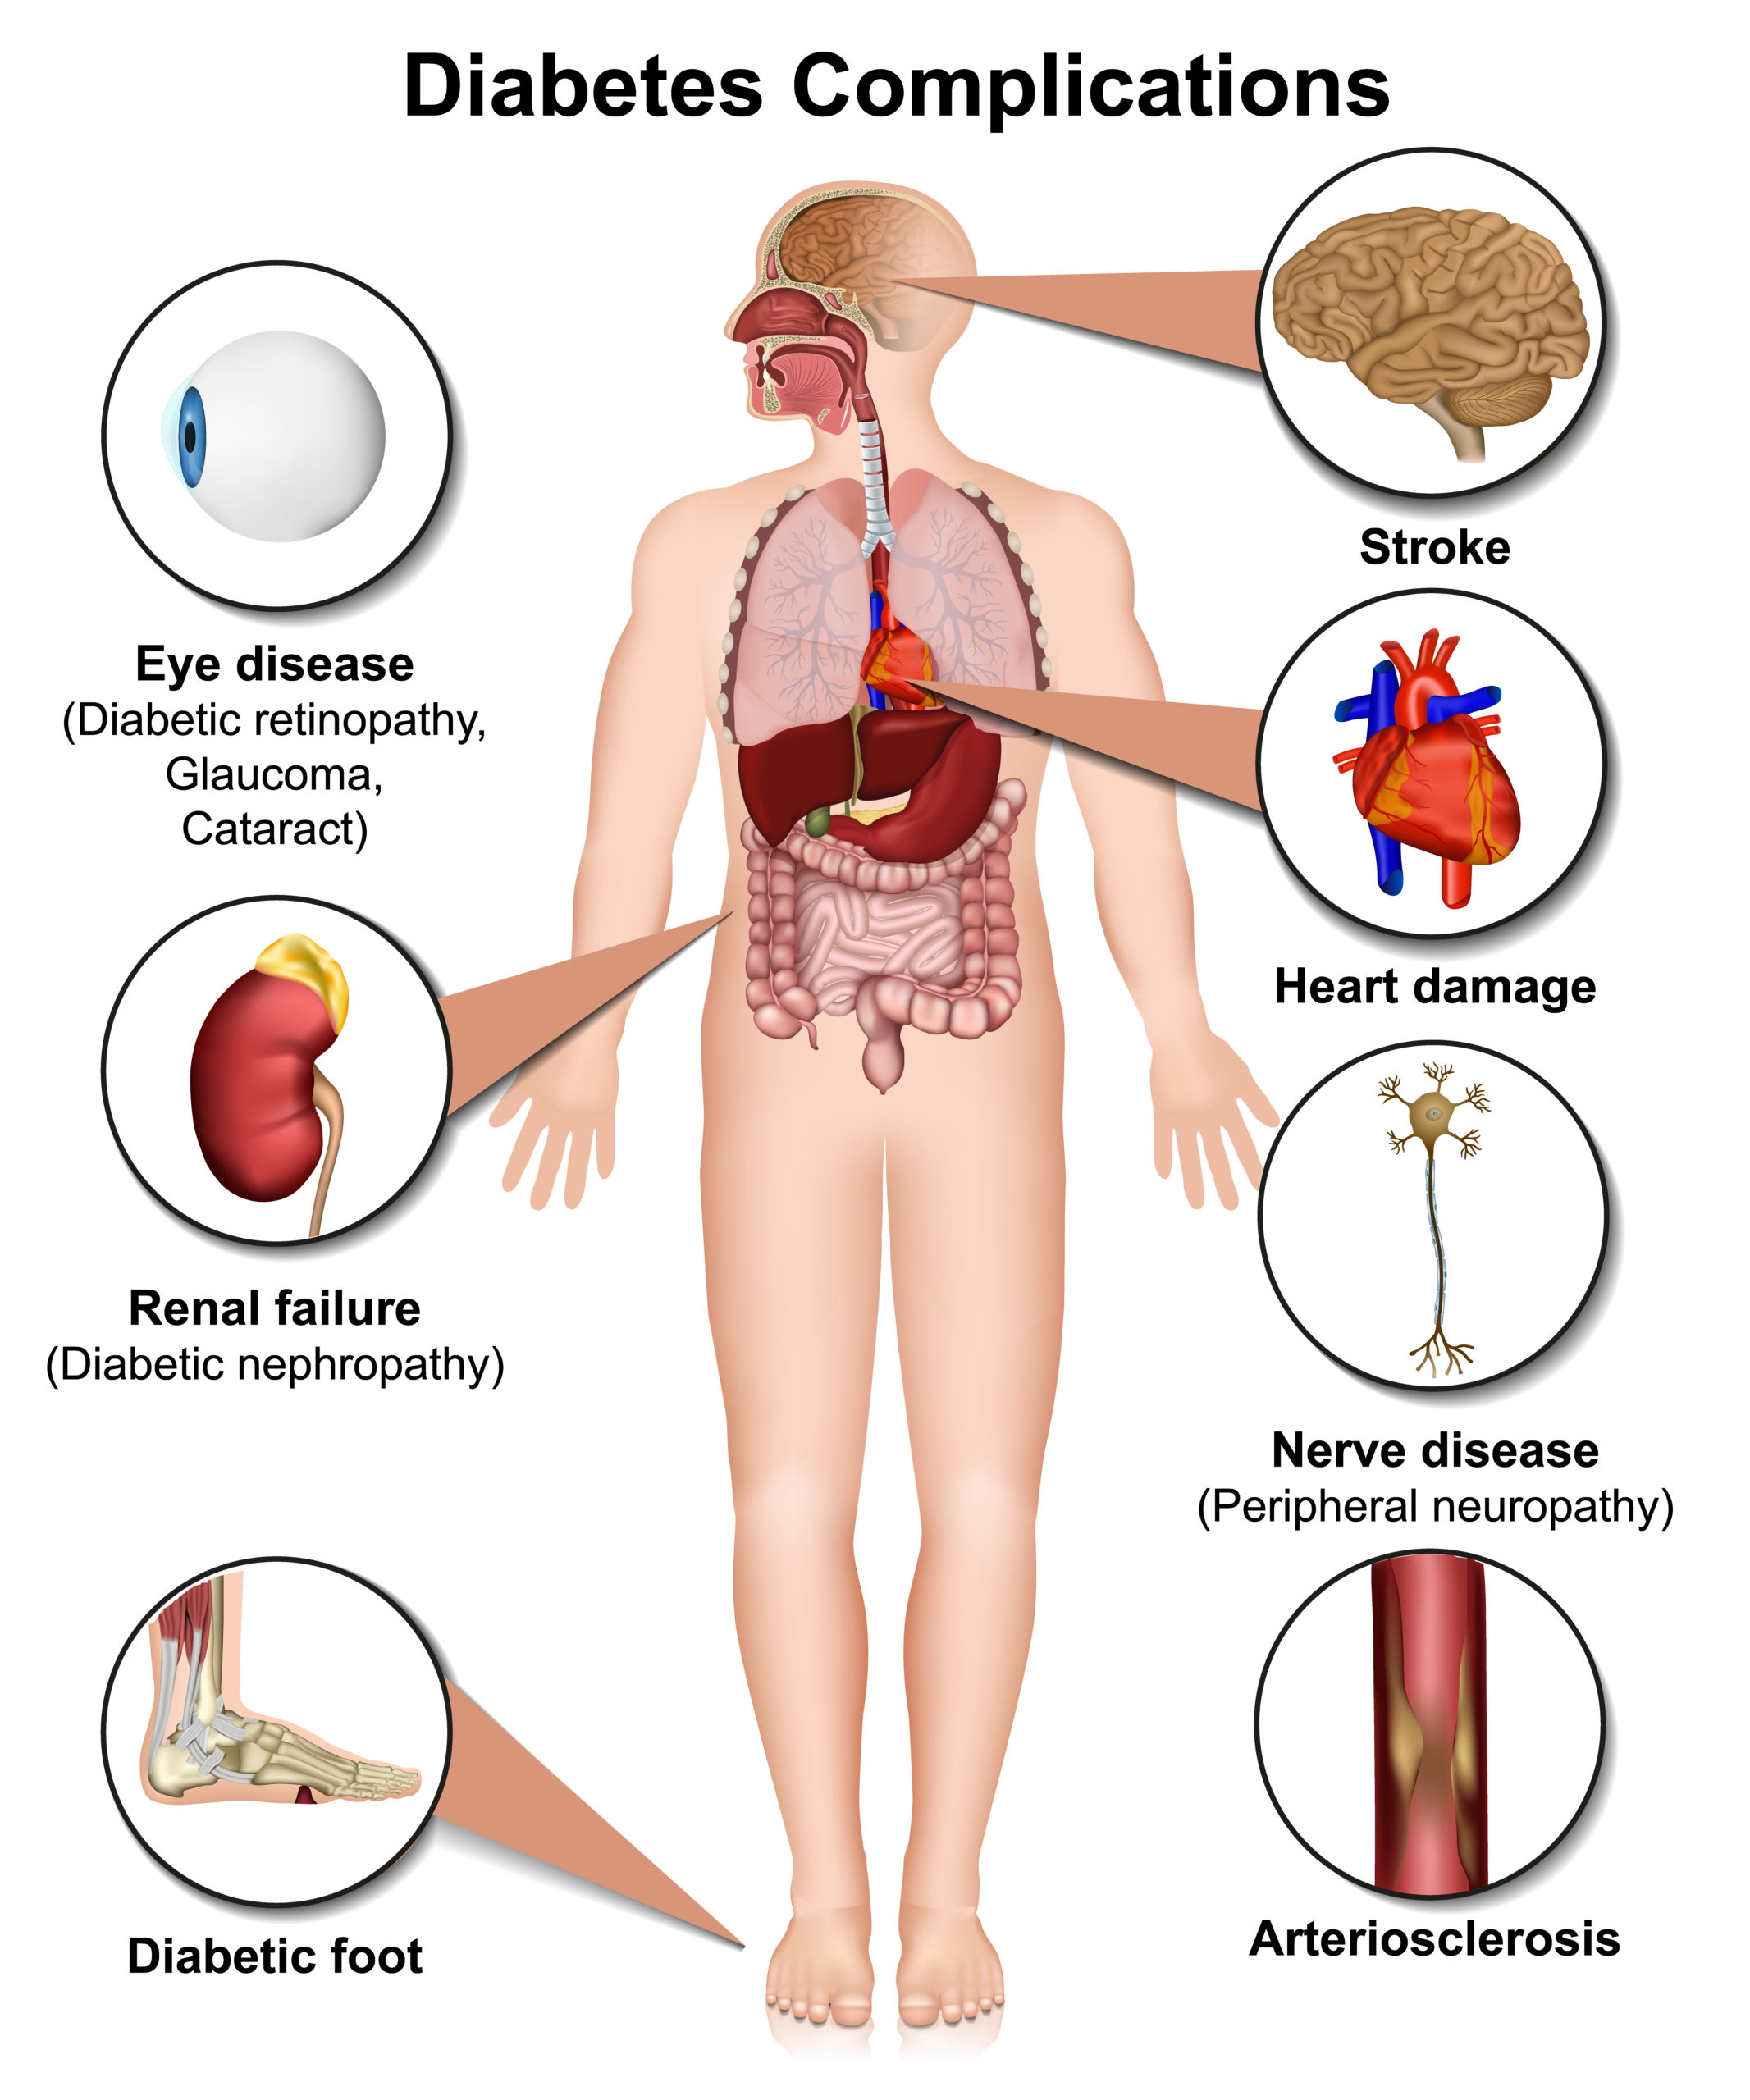 Diabetes Complications
Eye disease
(Diabetic retinopathy,
Glaucoma,
Cataract)
Renal failure
(Diabetic nephropathy)
Diabetic foot
Stroke
Heart damage
Nerve disease
(Peripheral neuropathy)
Arteriosclerosis